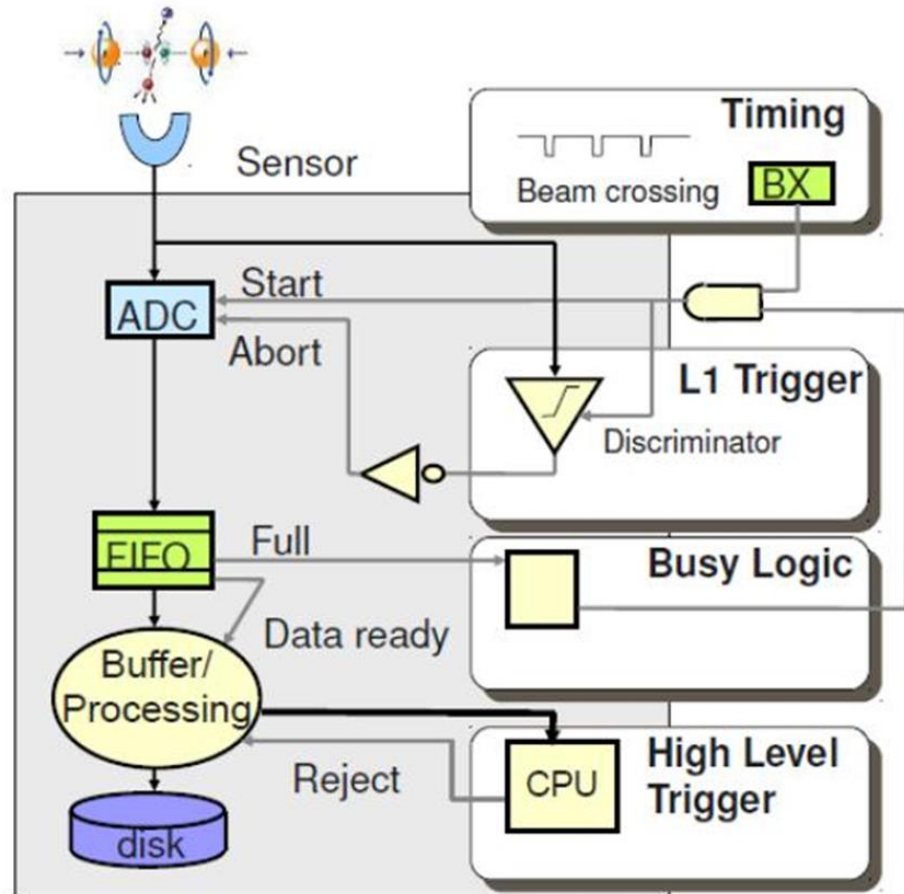 Timing
Sensor
Beam crossing
BX
Start
ADC
Abort
L1 Trigger
Discriminator
Full
FIFO
Busy Logic
Data ready
Buffer/
Processing
High Level
Trigger
CPU
Reject
disk